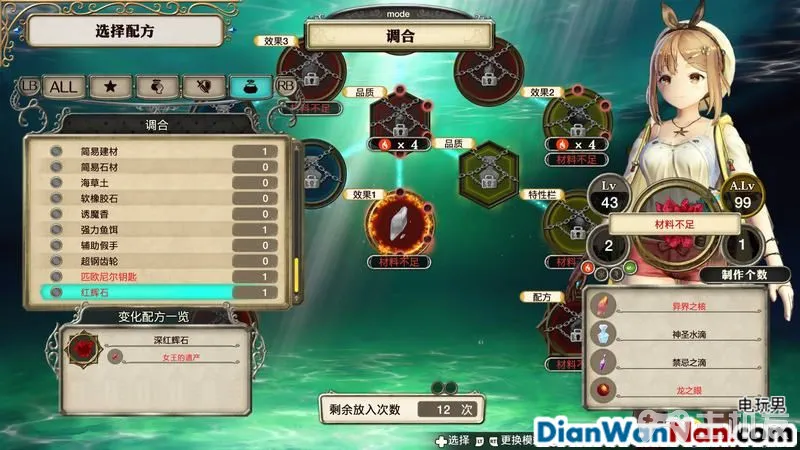 选择配方
mode
调合
LB
ALL
RB
调合
简易建材 1
简易石材 0
海草土 0
软橡胶石 0
诱魔香 0
强力鱼饵 1
辅助假手 0
超钢齿轮 0
匹欧尼尔钥匙 1
红辉石 1
变化配方一览
深红辉石
女王的遗产
效果3
材料不足
品质
× 4
品质
效果1
材料不足
效果2
× 4
材料不足
特性栏
配方
Lv
43
A.Lv
99
材料不足
2
1
制作个数
异界之核
神圣水滴
禁忌之滴
龙之眼
剩余放入次数 12 次
选择
更换模
电玩男
DianWanNan.com